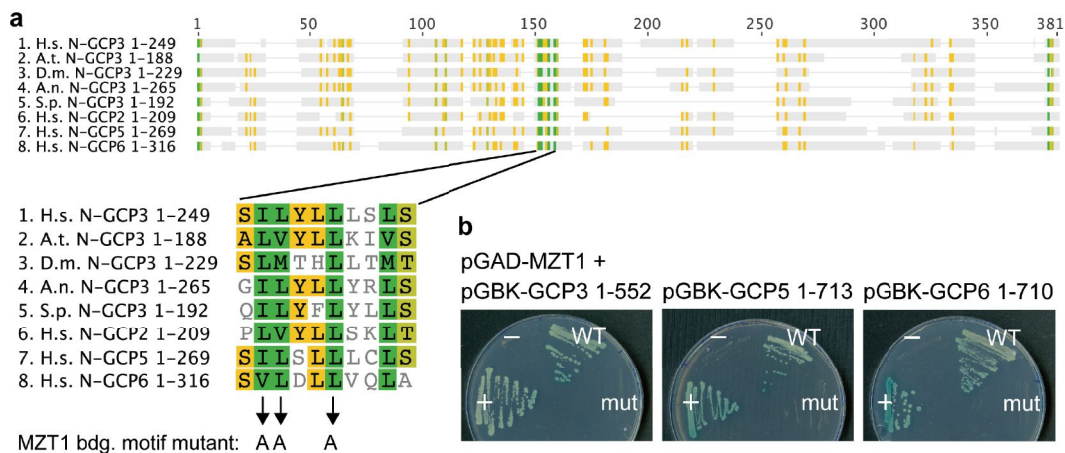 a
1 50 100 150 200 250 300 350 381
1. H.s. N-GCP3 1-249
2. A.t. N-GCP3 1-188
3. D.m. N-GCP3 1-229
4. A.n. N-GCP3 1-265
5. S.p. N-GCP3 1-192
6. H.s. N-GCP2 1-209
7. H.s. N-GCP5 1-269
8. H.s. N-GCP6 1-316
1. H.s. N-GCP3 1-249 SILYLLLSLS
2. A.t. N-GCP3 1-188 ALVYLLKIVS
3. D.m. N-GCP3 1-229 SLMTHLLTMT
4. A.n. N-GCP3 1-265 GILYLLYRLS
5. S.p. N-GCP3 1-192 QILYFLYLLS
6. H.s. N-GCP2 1-209 PLVYLLSKLT
7. H.s. N-GCP5 1-269 SILSLLLCLS
8. H.s. N-GCP6 1-316 SVLDLLVQLA
MZT1 bdg. motif mutant: AA A
b
pGAD-MZT1 +
pGBK-GCP3 1-552 pGBK-GCP5 1-713 pGBK-GCP6 1-710
– WT + mut
– WT + mut
– WT + mut